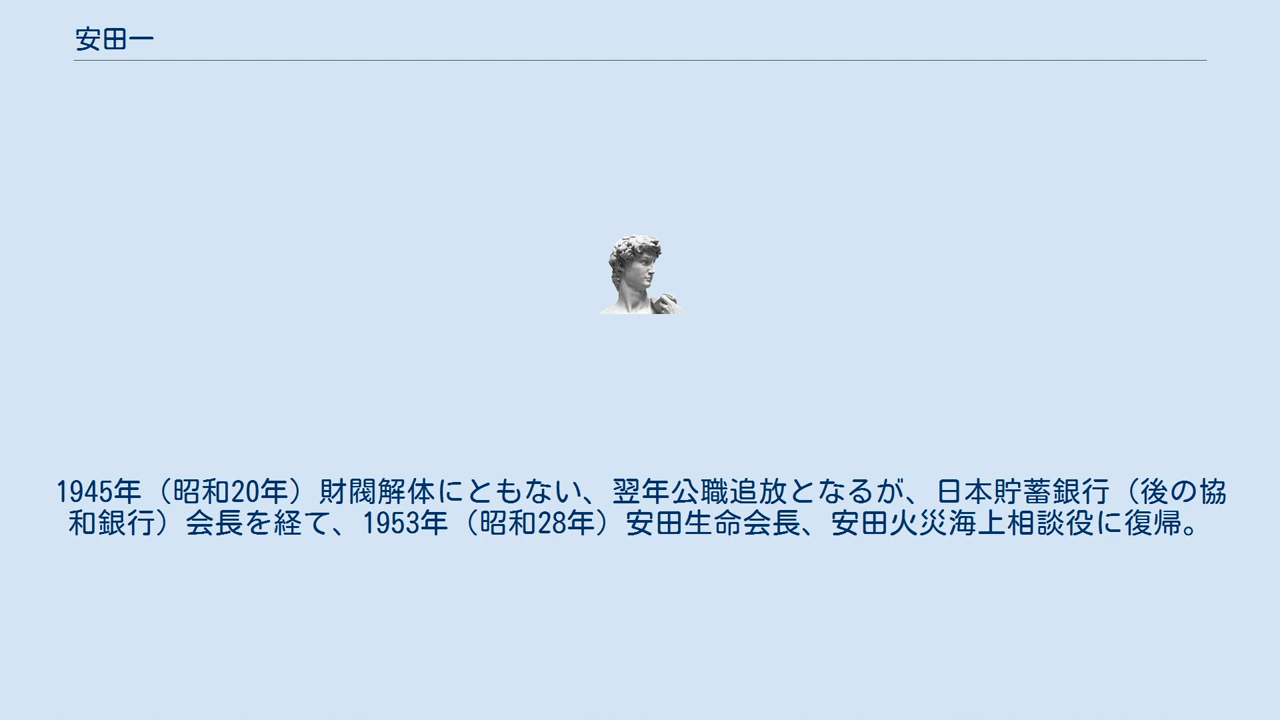 安田一
1945年（昭和20年）財閥解体にともない、翌年公職追放となるが、日本貯蓄銀行（後の協
和銀行）会長を経て、1953年（昭和28年）安田生命会長、安田火災海上相談役に復帰。